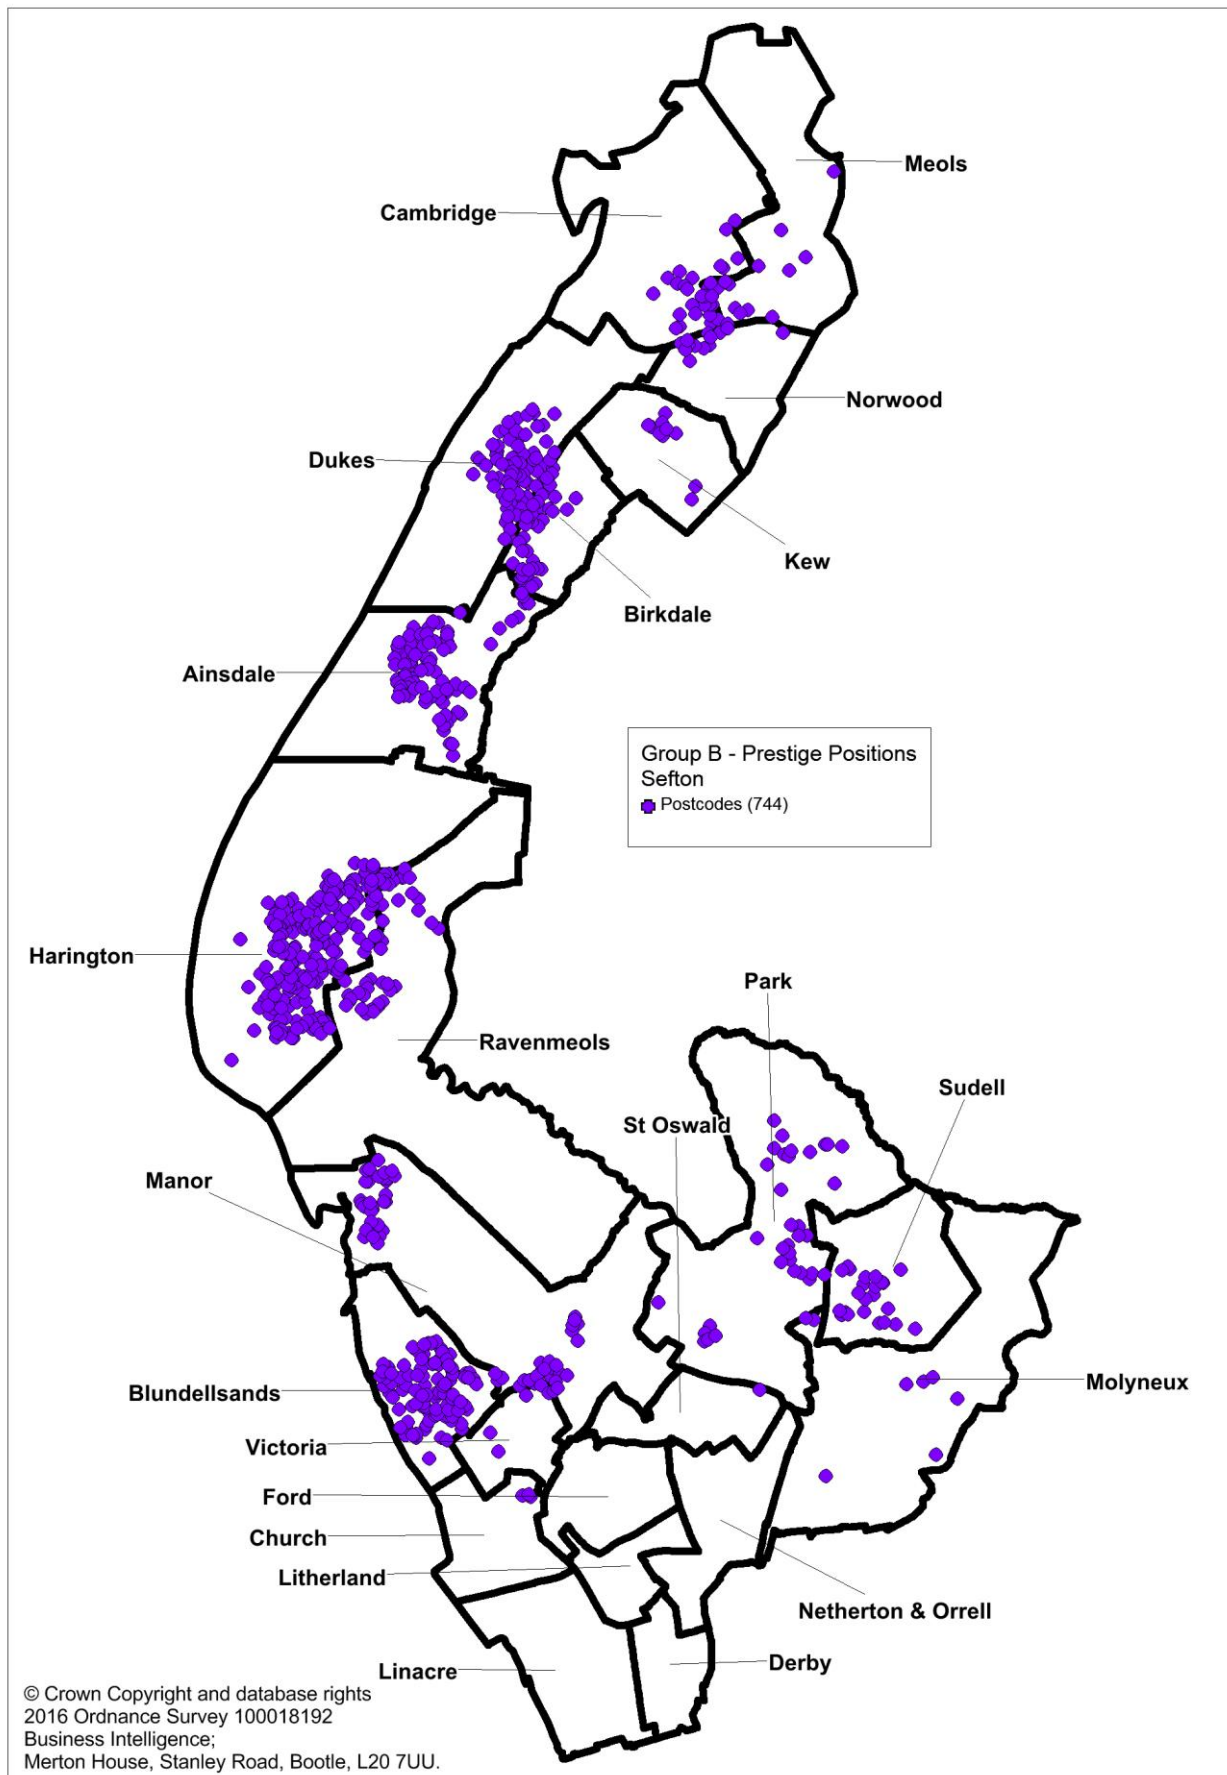 Meols
Cambridge
Norwood
Dukes
Kew
Birkdale
Ainsdale
Group B - Prestige Positions
Sefton
Postcodes (744)
Harington
Park
Ravenmeols
Sudell
St Oswald
Manor
Blundellsands
Molyneux
Victoria
Ford
Church
Litherland
Netherton & Orrell
Linacre
Derby
© Crown Copyright and database rights
2016 Ordnance Survey 100018192
Business Intelligence;
Merton House, Stanley Road, Bootle, L20 7UU.